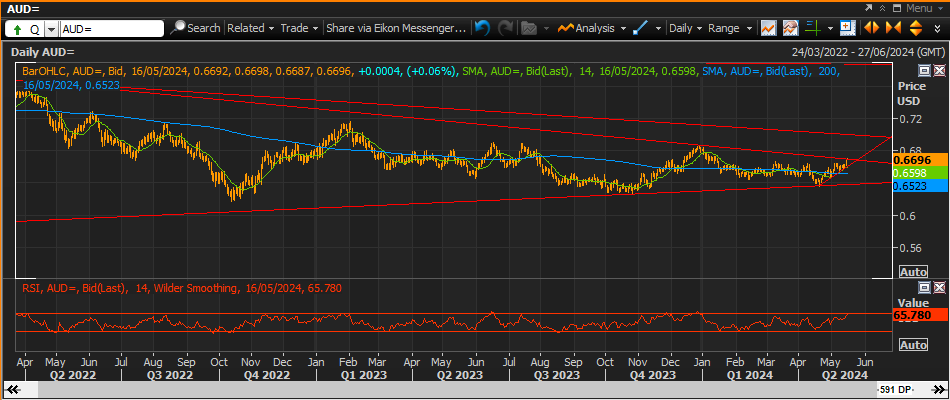 AUD=
Menu
Q AUD= Search Related Trade Share via Eikon Messenger... Analysis Daily Range
Daily AUD= 24/03/2022 - 27/06/2024 (GMT)
BarOHLC, AUD=, Bid, 16/05/2024, 0.6692, 0.6698, 0.6687, 0.6696, +0.0004, (+0.06%), SMA, AUD=, Bid(Last), 14, 16/05/2024, 0.6598, SMA, AUD=, Bid(Last), 200,
16/05/2024, 0.6523
Price
USD
0.72
0.68
0.6696
0.6598
0.6523
0.6
0.56
Auto
RSI, AUD=, Bid(Last), 14, Wilder Smoothing, 16/05/2024, 65.780
Value
65.780
Auto
Apr May Jun Jul Aug Sep Oct Nov Dec Jan Feb Mar Apr May Jun Jul Aug Sep Oct Nov Dec Jan Feb Mar Apr May Jun
Q2 2022 Q3 2022 Q4 2022 Q1 2023 Q2 2023 Q3 2023 Q4 2023 Q1 2024 Q2 2024
591 DP